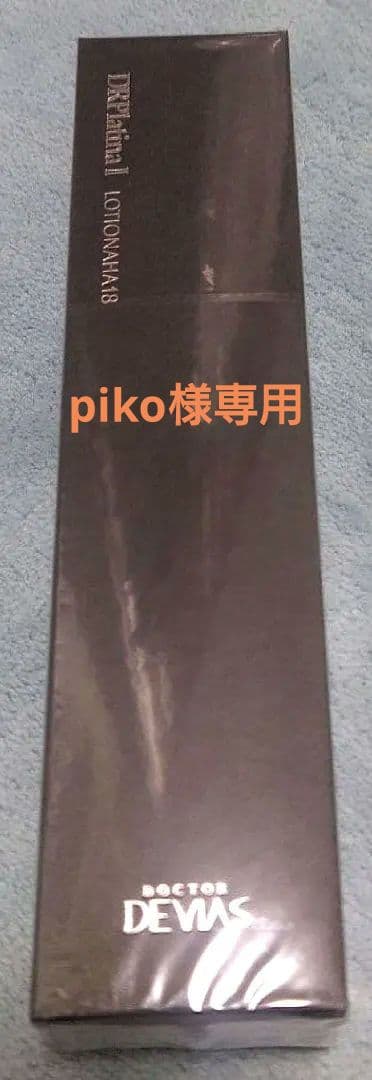 DRPlatina I LOTIONAHA18
piko様専用
DOCTOR
DEVIAS